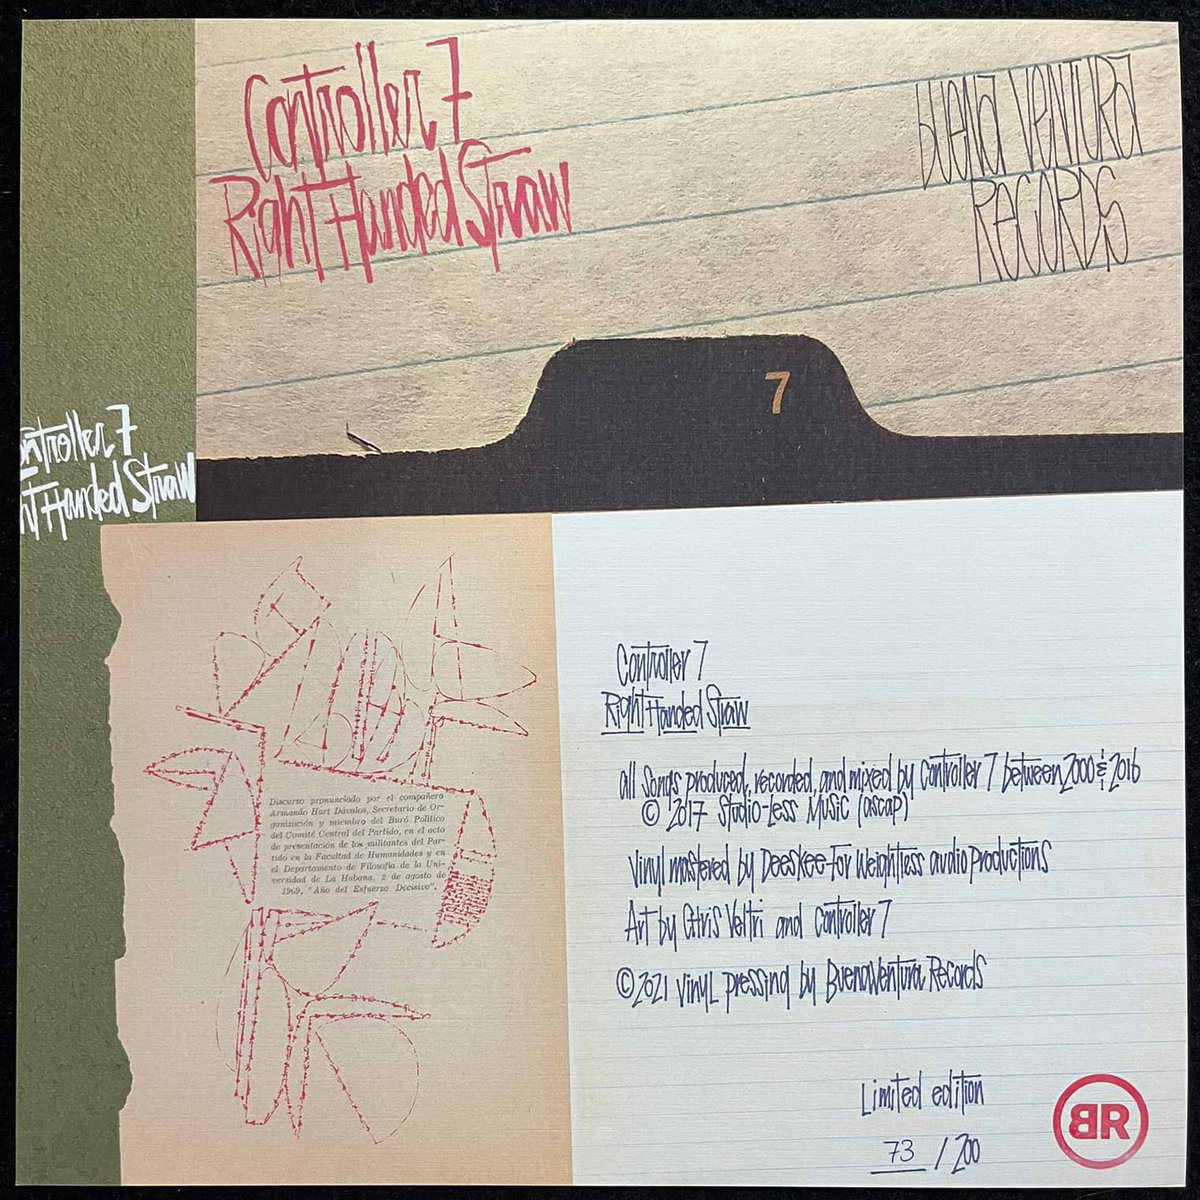 Controller 7
Right Handed Straw
Buena Ventura
Records
7
ontroller 7
ht Handed Straw
Discurso pronunciado por el compañero
Armando Hart Dávalos, Secretario de Or-
ganización y miembro del Buró Político
del Comité Central del Partido, en el acto
de presentación de los militantes del Par-
tido en la Facultad de Humanidades y en
el Departamento de Filosofía de la Uni-
versidad de La Habana. 2 de agosto de
1969, "Año del Esfuerzo Decisivo".
Controller 7
Right Handed Straw
all songs produced, recorded, and mixed by Controller 7 between 2000 & 2016
© 2017 Studio-Less Music (ascap)
Vinyl mastered by Deeskee for Weightless audio Productions
Art by Chris Veltri and Controller 7
© 2021 vinyl pressing by BuenaVentura Records
Limited edition
73 / 200
BR